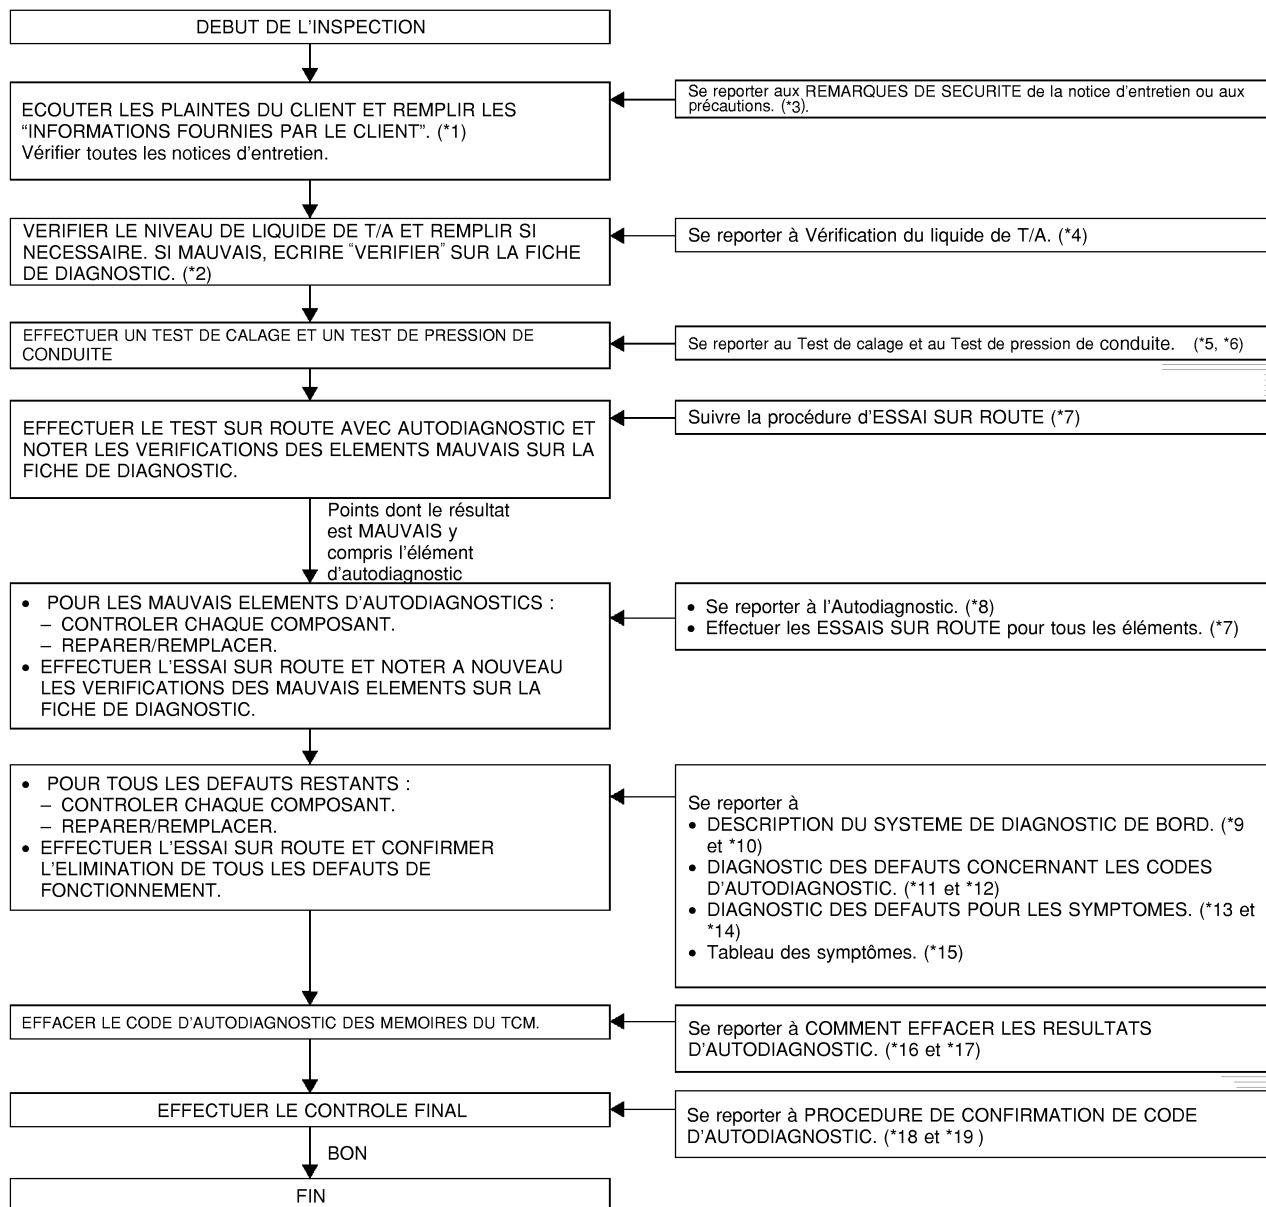 DEBUT DE L'INSPECTION
ECOUTER LES PLAINTES DU CLIENT ET REMPLIR LES
“INFORMATIONS FOURNIES PAR LE CLIENT”. (*1)
Vérifier toutes les notices d'entretien.
Se reporter aux REMARQUES DE SECURITE de la notice d'entretien ou aux
précautions. (*3).
VERIFIER LE NIVEAU DE LIQUIDE DE T/A ET REMPLIR SI
NECESSAIRE. SI MAUVAIS, ECRIRE “VERIFIER” SUR LA FICHE
DE DIAGNOSTIC. (*2)
Se reporter à Vérification du liquide de T/A. (*4)
EFFECTUER UN TEST DE CALAGE ET UN TEST DE PRESSION DE
CONDUITE
Se reporter au Test de calage et au Test de pression de conduite. (*5, *6)
EFFECTUER LE TEST SUR ROUTE AVEC AUTODIAGNOSTIC ET
NOTER LES VERIFICATIONS DES ELEMENTS MAUVAIS SUR LA
FICHE DE DIAGNOSTIC.
Suivre la procédure d'ESSAI SUR ROUTE (*7)
Points dont le résultat
est MAUVAIS y
compris l'élément
d'autodiagnostic
• POUR LES MAUVAIS ELEMENTS D'AUTODIAGNOSTICS :
– CONTROLER CHAQUE COMPOSANT.
– REPARER/REMPLACER.
• EFFECTUER L'ESSAI SUR ROUTE ET NOTER A NOUVEAU
LES VERIFICATIONS DES MAUVAIS ELEMENTS SUR LA
FICHE DE DIAGNOSTIC.
• Se reporter à l'Autodiagnostic. (*8)
• Effectuer les ESSAIS SUR ROUTE pour tous les éléments. (*7)
• POUR TOUS LES DEFAUTS RESTANTS :
– CONTROLER CHAQUE COMPOSANT.
– REPARER/REMPLACER.
• EFFECTUER L'ESSAI SUR ROUTE ET CONFIRMER
L'ELIMINATION DE TOUS LES DEFAUTS DE
FONCTIONNEMENT.
Se reporter à
• DESCRIPTION DU SYSTEME DE DIAGNOSTIC DE BORD. (*9
et *10)
• DIAGNOSTIC DES DEFAUTS CONCERNANT LES CODES
D'AUTODIAGNOSTIC. (*11 et *12)
• DIAGNOSTIC DES DEFAUTS POUR LES SYMPTOMES. (*13 et
*14)
• Tableau des symptômes. (*15)
EFFACER LE CODE D'AUTODIAGNOSTIC DES MEMOIRES DU TCM.
Se reporter à COMMENT EFFACER LES RESULTATS
D'AUTODIAGNOSTIC. (*16 et *17)
EFFECTUER LE CONTROLE FINAL
Se reporter à PROCEDURE DE CONFIRMATION DE CODE
D'AUTODIAGNOSTIC. (*18 et *19 )
BON
FIN